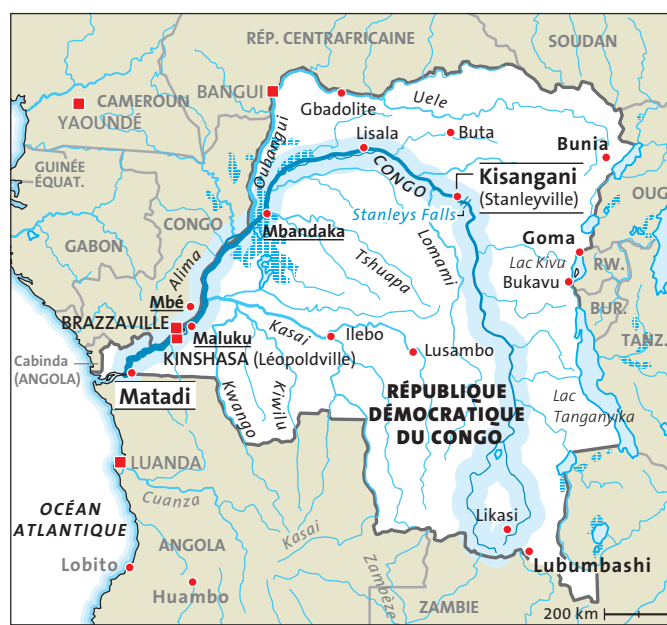 RÉP. CENTRAFRICAINE
SOUDAN
BANGUI
CAMEROUN
YAOUNDÉ
Gbadolite
Uele
Lisala
Buta
Bunia
Oubangui
CONGO
GUINÉE
ÉQUAT.
Kisangani
(Stanleyville)
OUG
Stanleys Falls
CONGO
Mbandaka
GABON
Alima
Lomami
Tshuapa
Goma
Lac Kivu
RW.
Bukavu
BUR.
Mbé
BRAZZAVILLE
Maluku
KINSHASA (Léopoldville)
Kasai
Ilebo
Lusambo
TANZ.
Cabinda
(ANGOLA)
Matadi
Kwango
Kiwilu
RÉPUBLIQUE
DÉMOCRATIQUE
DU CONGO
Lac
Tanganyika
LUANDA
Cuanza
OCÉAN
ATLANTIQUE
Kasai
Likasi
ANGOLA
Lobito
Huambo
Zambèze
Lubumbashi
ZAMBIE
200 km